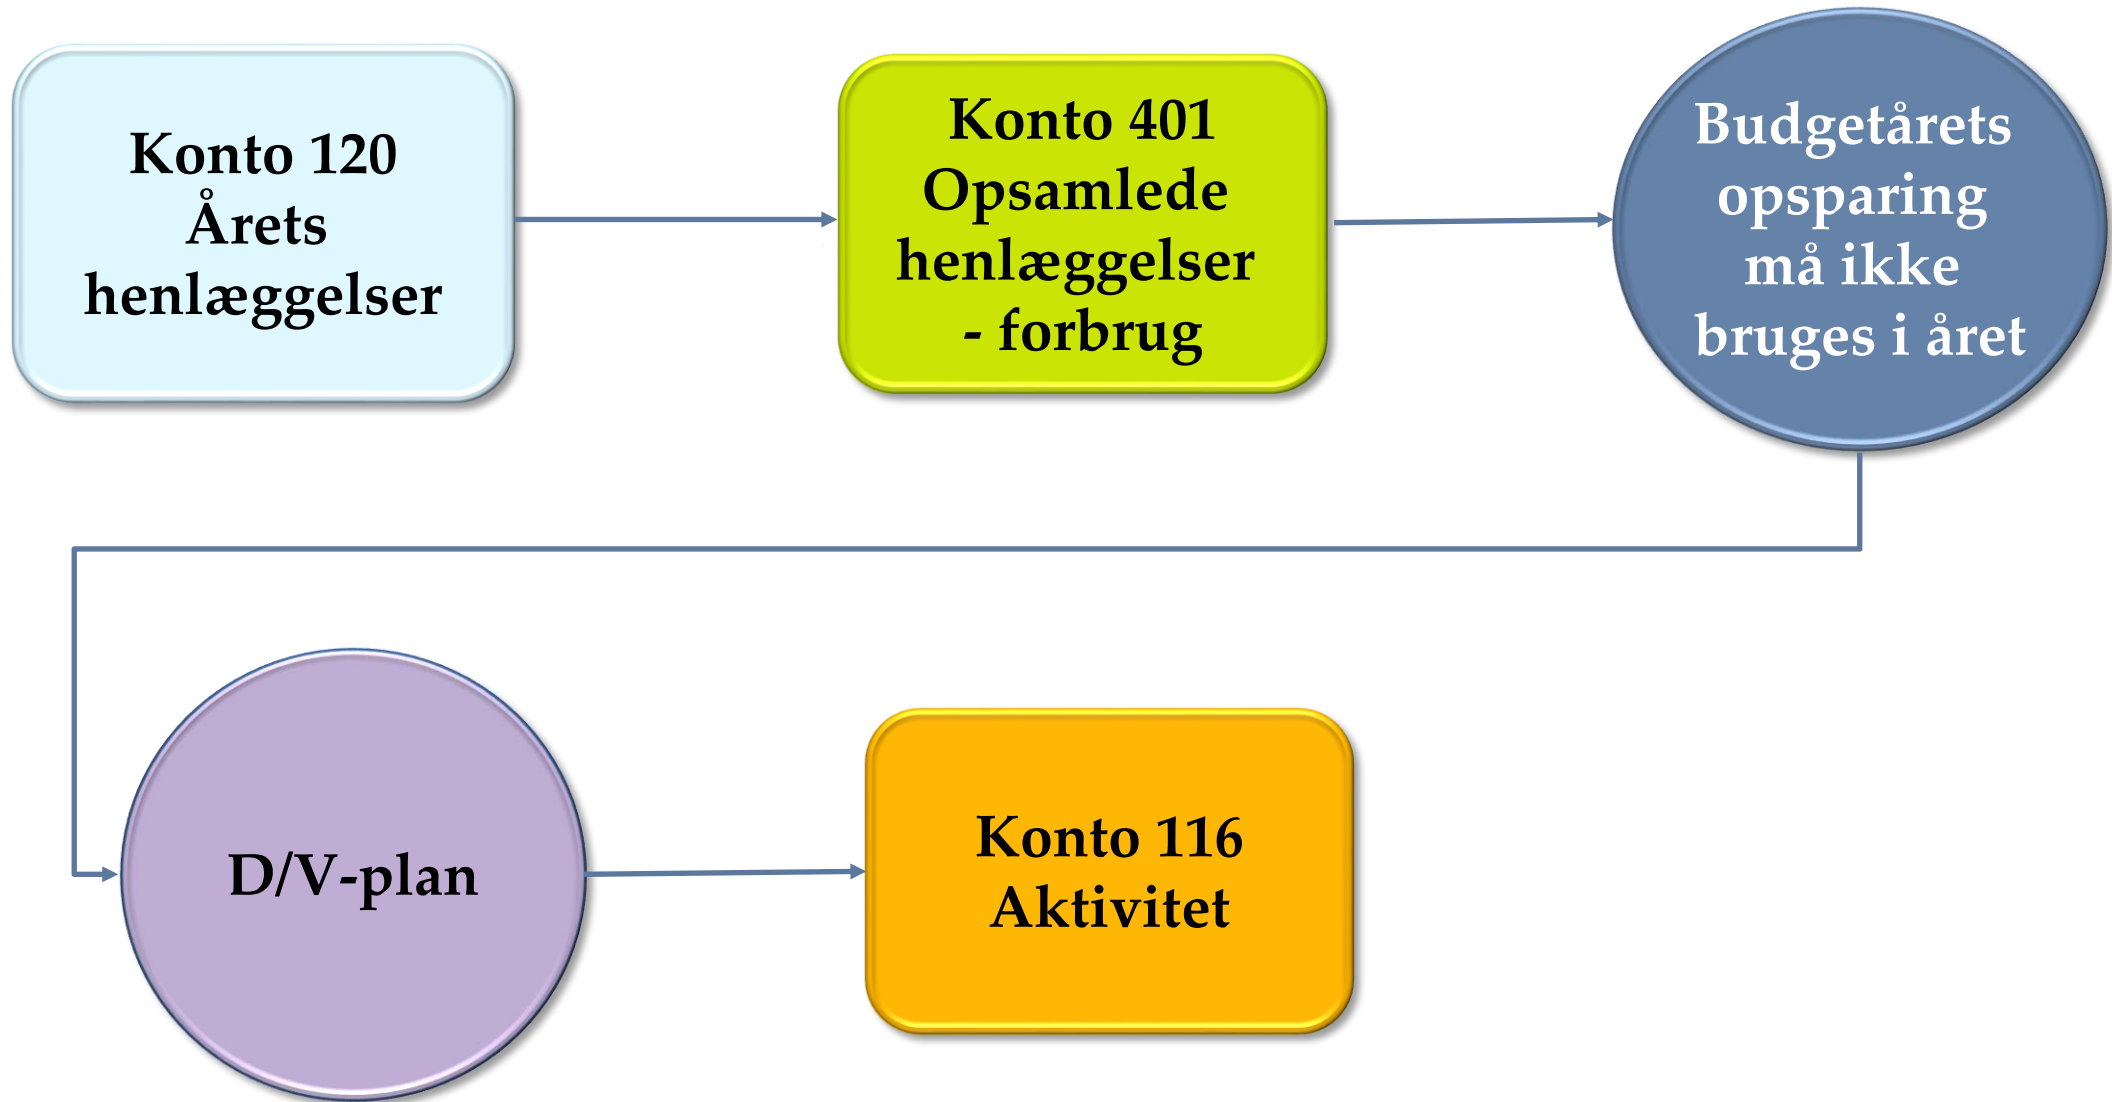 Konto 120
Årets
henlæggelser
Konto 401
Opsamlede
henlæggelser
- forbrug
Budgetårets
opsparing
må ikke
bruges i året
D/V-plan
Konto 116
Aktivitet